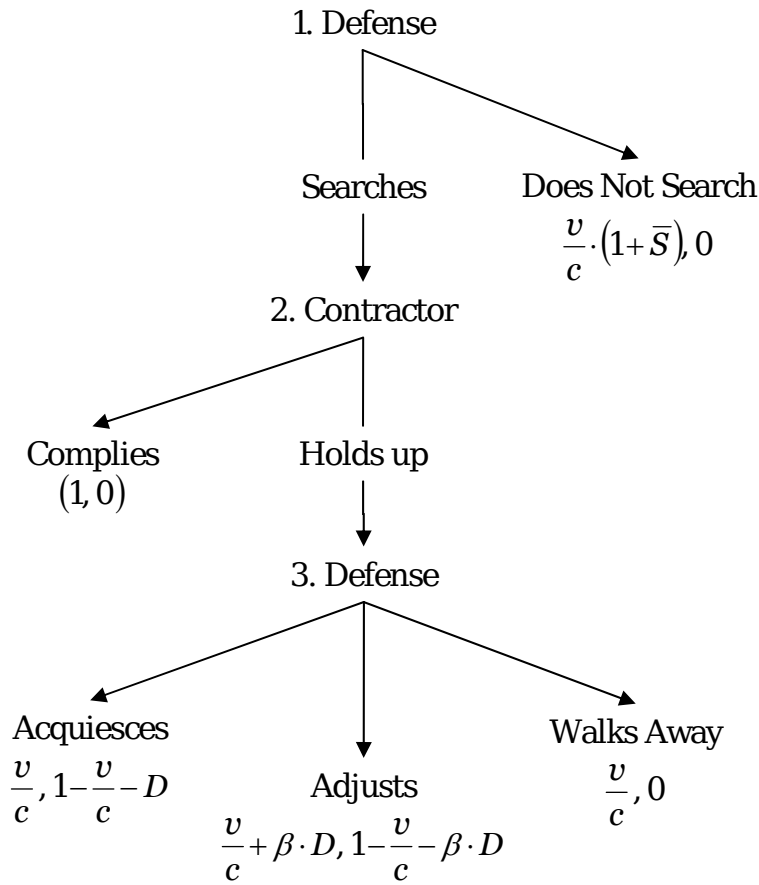 1. Defense
Searches
Does Not Search
v/c · (1 + S̅), 0
2. Contractor
Complies
(1, 0)
Holds up
3. Defense
Acquiesces
v/c, 1 − v/c − D
Adjusts
v/c + β · D, 1 − v/c − β · D
Walks Away
v/c, 0